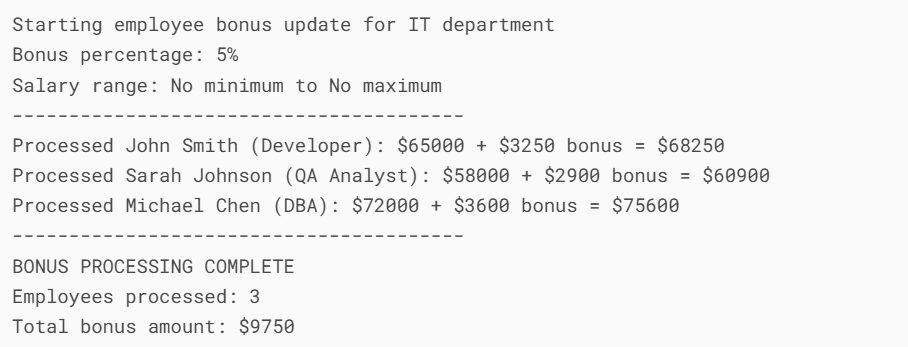 Starting employee bonus update for IT department
Bonus percentage: 5%
Salary range: No minimum to No maximum
----------------------------------------
Processed John Smith (Developer): $65000 + $3250 bonus = $68250
Processed Sarah Johnson (QA Analyst): $58000 + $2900 bonus = $60900
Processed Michael Chen (DBA): $72000 + $3600 bonus = $75600
----------------------------------------
BONUS PROCESSING COMPLETE
Employees processed: 3
Total bonus amount: $9750